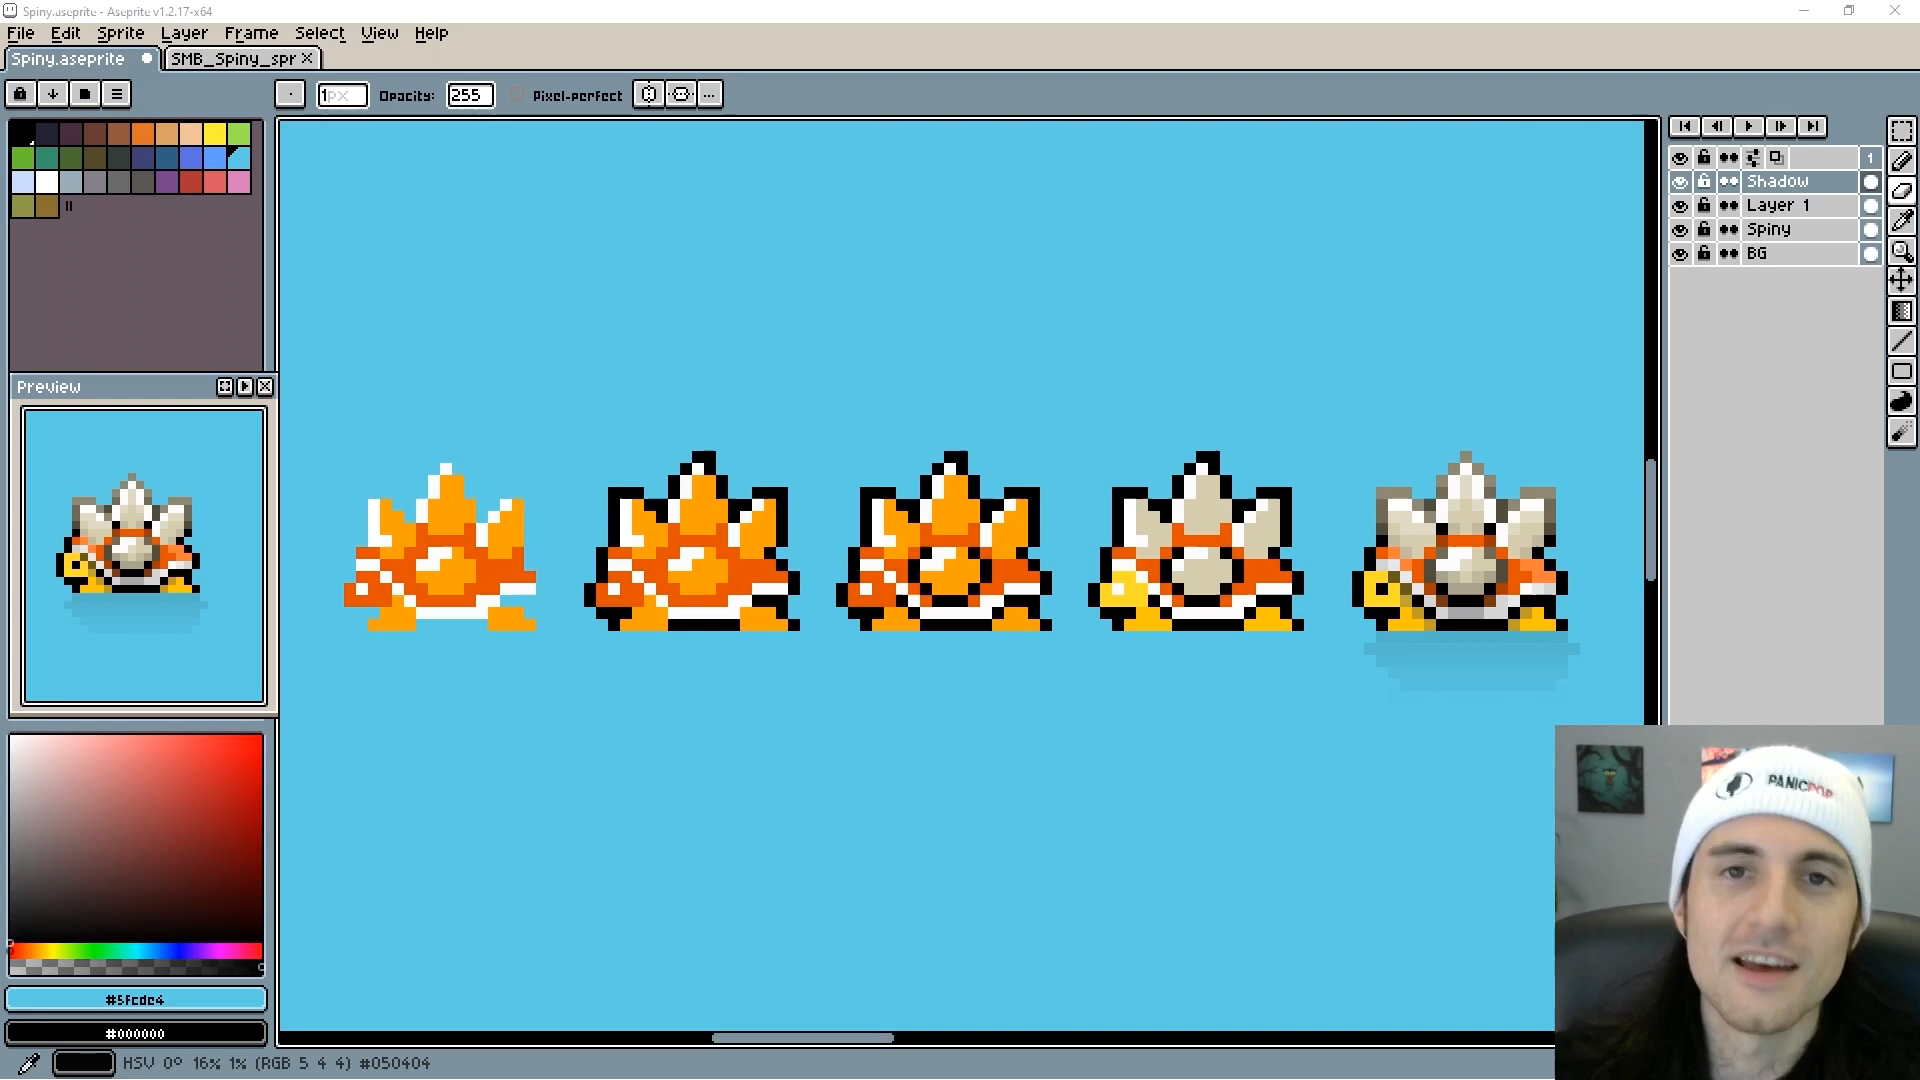 Spiny.aseprite - Aseprite v1.2.17-x64
File Edit Sprite Layer Frame Select View Help
Spiny.aseprite SMB_Spiny_spr
1px Opacity: 255 Pixel-perfect ...
1
Shadow
Layer 1
Spiny
BG
Preview
PANICPOP
#5fcde4
#000000
HSV 0° 16% 1% (RGB 5 4 4) #050404